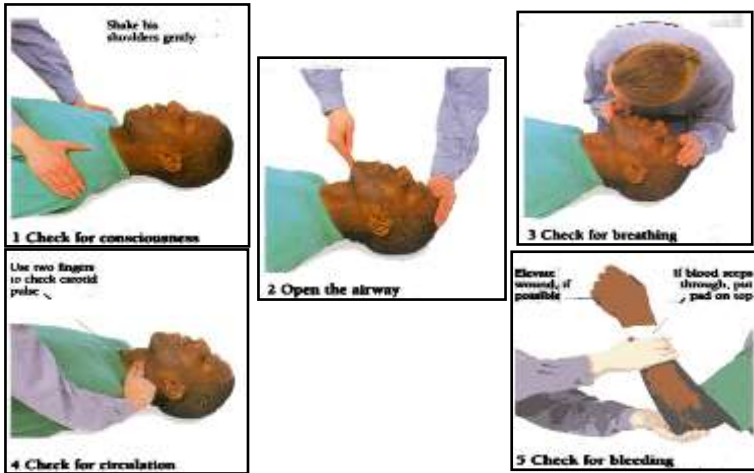 Shake his
shoulders gently
1 Check for consciousness
2 Open the airway
3 Check for breathing
Use two fingers
to check carotid
pulse
4 Check for circulation
Elevate
wound, if
possible
If blood seeps
through, put
pad on top
5 Check for bleeding